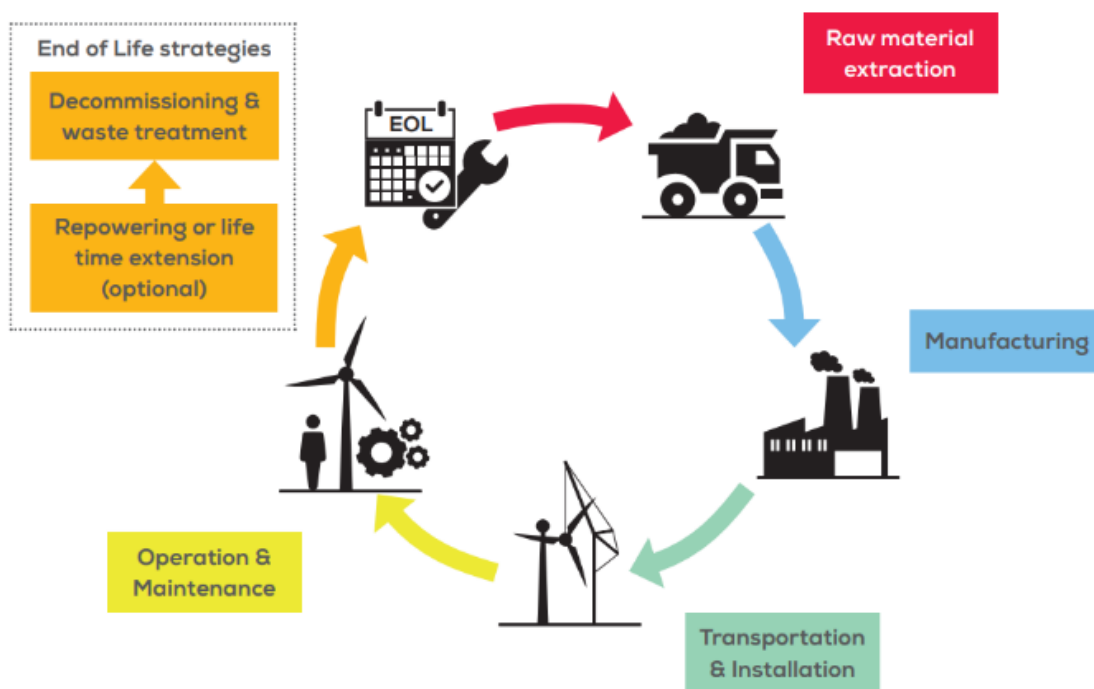 End of Life strategies
Decommissioning &
waste treatment
Repowering or life
time extension
(optional)
EOL
Raw material
extraction
Manufacturing
Transportation
& Installation
Operation &
Maintenance